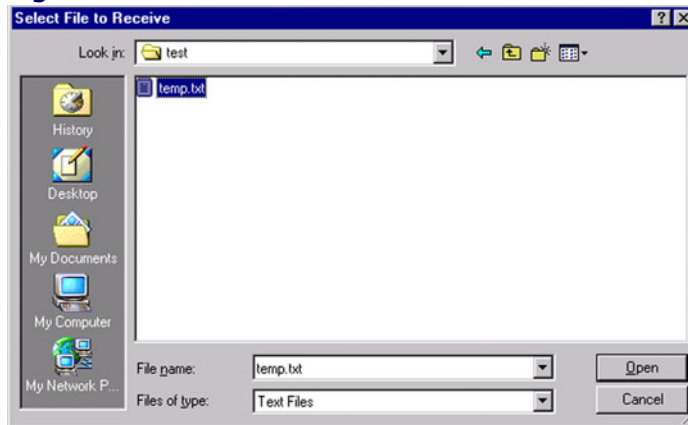 Select File to Receive
Look in: test
temp.txt
History
Desktop
My Documents
My Computer
My Network P...
File name: temp.txt Open
Files of type: Text Files Cancel